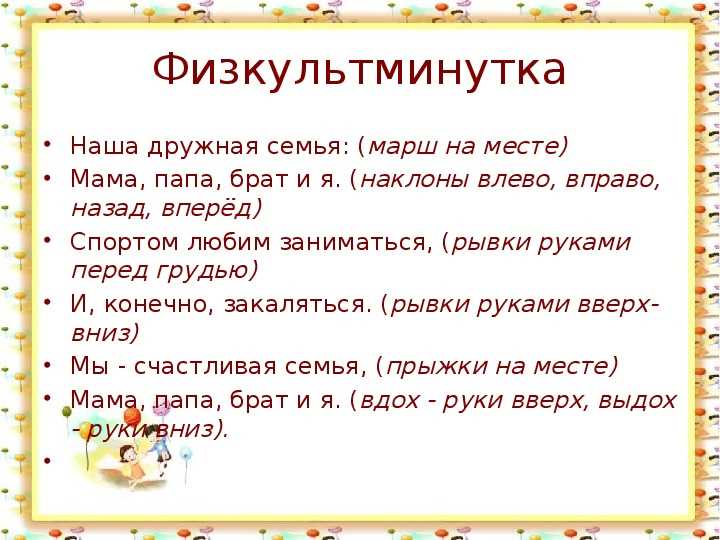 Физкультминутка
• Наша дружная семья: (марш на месте)
• Мама, папа, брат и я. (наклоны влево, вправо,
назад, вперёд)
• Спортом любим заниматься, (рывки руками
перед грудью)
• И, конечно, закаляться. (рывки руками вверх-
вниз)
• Мы - счастливая семья, (прыжки на месте)
• Мама, папа, брат и я. (вдох - руки вверх, выдох
- руки вниз).
•